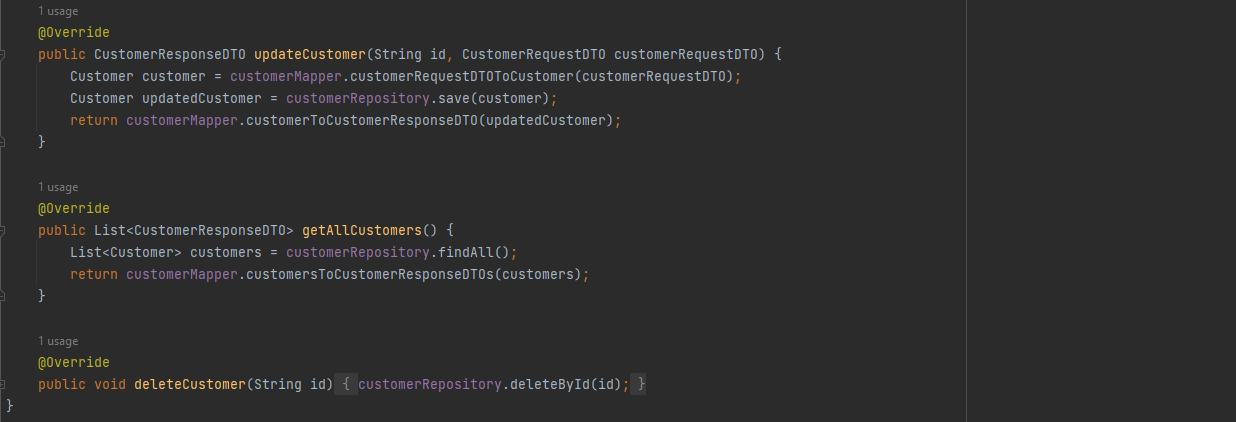 1 usage
@Override
public CustomerResponseDTO updateCustomer(String id, CustomerRequestDTO customerRequestDTO) {
Customer customer = customerMapper.customerRequestDTOToCustomer(customerRequestDTO);
Customer updatedCustomer = customerRepository.save(customer);
return customerMapper.customerToCustomerResponseDTO(updatedCustomer);
}
1 usage
@Override
public List<CustomerResponseDTO> getAllCustomers() {
List<Customer> customers = customerRepository.findAll();
return customerMapper.customersToCustomerResponseDTOs(customers);
}
1 usage
@Override
public void deleteCustomer(String id) { customerRepository.deleteById(id); }
}